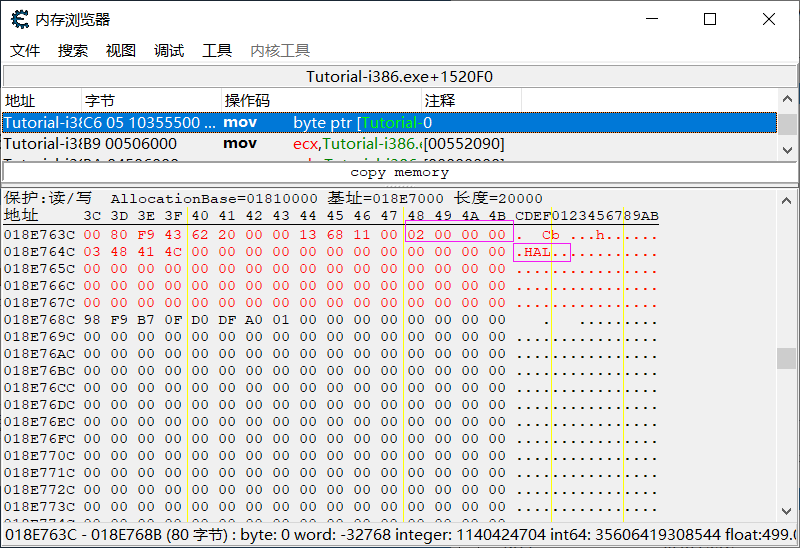 内存浏览器
文件 搜索 视图 调试 工具 内核工具
Tutorial-i386.exe+1520F0
地址 字节 操作码 注释
Tutorial-i38 C6 05 10355500 ... mov byte ptr [Tutorial- 0
Tutorial-i38 B9 00506000 mov ecx,Tutorial-i386.e [00552090]
copy memory
保护:读/写 AllocationBase=01810000 基址=018E7000 长度=20000
地址 3C 3D 3E 3F 40 41 42 43 44 45 46 47 48 49 4A 4B CDEF0123456789AB
018E763C 00 80 F9 43 62 20 00 00 13 68 11 00 02 00 00 00 . Cb ...h......
018E764C 03 48 41 4C 00 00 00 00 00 00 00 00 00 00 00 00 .HAL............
018E765C 00 00 00 00 00 00 00 00 00 00 00 00 00 00 00 00 ................
018E766C 00 00 00 00 00 00 00 00 00 00 00 00 00 00 00 00 ................
018E767C 00 00 00 00 00 00 00 00 00 00 00 00 00 00 00 00 ................
018E768C 98 F9 B7 0F D0 DF A0 01 00 00 00 00 00 00 00 00 . .........
018E769C 00 00 00 00 00 00 00 00 00 00 00 00 00 00 00 00 ................
018E76AC 00 00 00 00 00 00 00 00 00 00 00 00 00 00 00 00 ................
018E76BC 00 00 00 00 00 00 00 00 00 00 00 00 00 00 00 00 ................
018E76CC 00 00 00 00 00 00 00 00 00 00 00 00 00 00 00 00 ................
018E76DC 00 00 00 00 00 00 00 00 00 00 00 00 00 00 00 00 ................
018E76EC 00 00 00 00 00 00 00 00 00 00 00 00 00 00 00 00 ................
018E76FC 00 00 00 00 00 00 00 00 00 00 00 00 00 00 00 00 ................
018E770C 00 00 00 00 00 00 00 00 00 00 00 00 00 00 00 00 ................
018E771C 00 00 00 00 00 00 00 00 00 00 00 00 00 00 00 00 ................
018E772C 00 00 00 00 00 00 00 00 00 00 00 00 00 00 00 00 ................
018E773C 00 00 00 00 00 00 00 00 00 00 00 00 00 00 00 00 ................
018E763C - 018E768B (80 字节) : byte: 0 word: -32768 integer: 1140424704 int64: 35606419308544 float:499.0